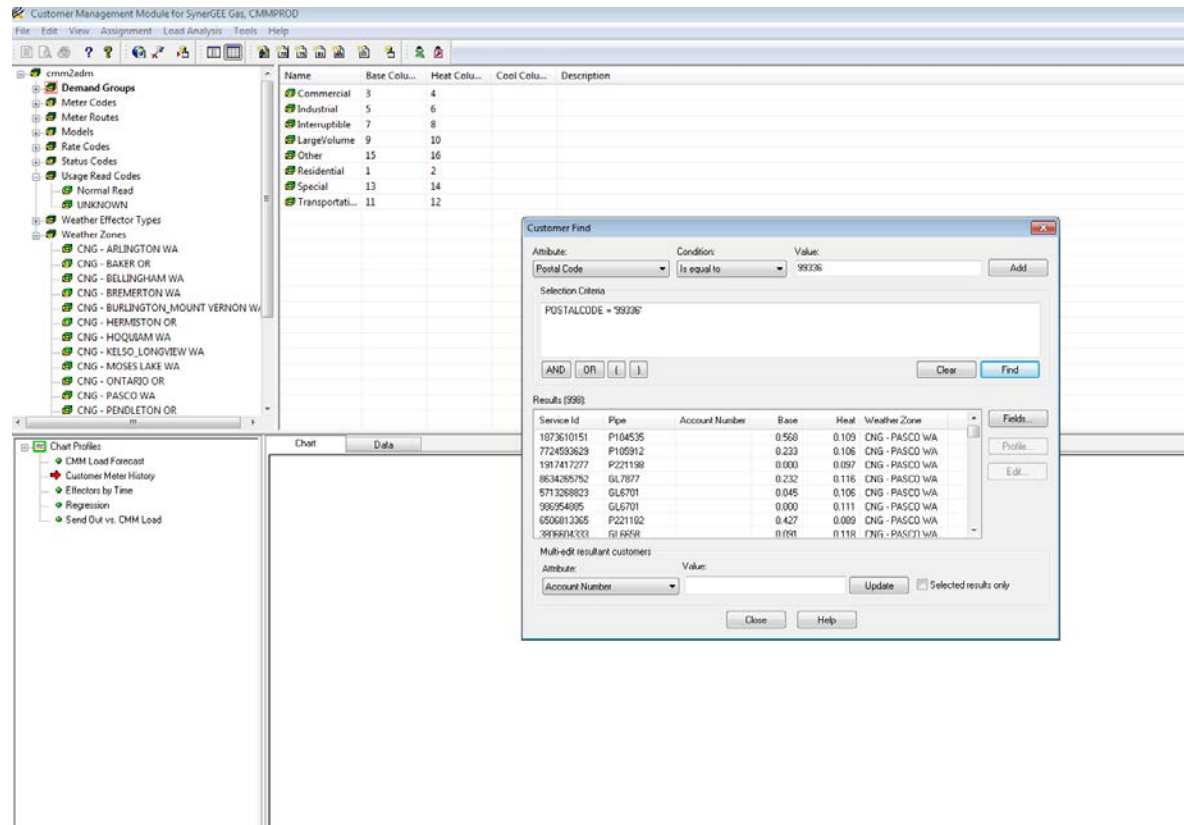 Customer Management Module for SynerGEE Gas, CMMPROD
File Edit View Assignment Load Analysis Tools Help
cmm2adm
Demand Groups
Meter Codes
Meter Routes
Models
Rate Codes
Status Codes
Usage Read Codes
Normal Read
UNKNOWN
Weather Effector Types
Weather Zones
CNG - ARLINGTON WA
CNG - BAKER OR
CNG - BELLINGHAM WA
CNG - BREMERTON WA
CNG - BURLINGTON_MOUNT VERNON WA
CNG - HERMISTON OR
CNG - HOQUIAM WA
CNG - KELSO_LONGVIEW WA
CNG - MOSES LAKE WA
CNG - ONTARIO OR
CNG - PASCO WA
CNG - PENDLETON OR
Name Base Colu... Heat Colu... Cool Colu... Description
Commercial 3 4
Industrial 5 6
Interruptible 7 8
LargeVolume 9 10
Other 15 16
Residential 1 2
Special 13 14
Transportati... 11 12
Customer Find
Attribute: Condition: Value:
Postal Code Is equal to 99336 Add
Selection Criteria
POSTALCODE = '99336'
AND OR ( ) Clear Find
Results (998):
Service Id Pipe Account Number Base Heat Weather Zone Fields...
1873610151 P104535 0.568 0.109 CNG - PASCO WA
7724593629 P105912 0.233 0.106 CNG - PASCO WA Profile...
1917417277 P221198 0.000 0.097 CNG - PASCO WA
8634265752 GL7877 0.232 0.116 CNG - PASCO WA Edit...
5713268823 GL6701 0.045 0.106 CNG - PASCO WA
986954885 GL6701 0.000 0.111 CNG - PASCO WA
6506813365 P221182 0.427 0.089 CNG - PASCO WA
3806604333 GL6658 0.091 0.118 CNG - PASCO WA
Multi-edit resultant customers
Attribute: Value:
Account Number Update Selected results only
Close Help
Chart Profiles
CMM Load Forecast
Customer Meter History
Effectors by Time
Regression
Send Out vs. CMM Load
Chart Data